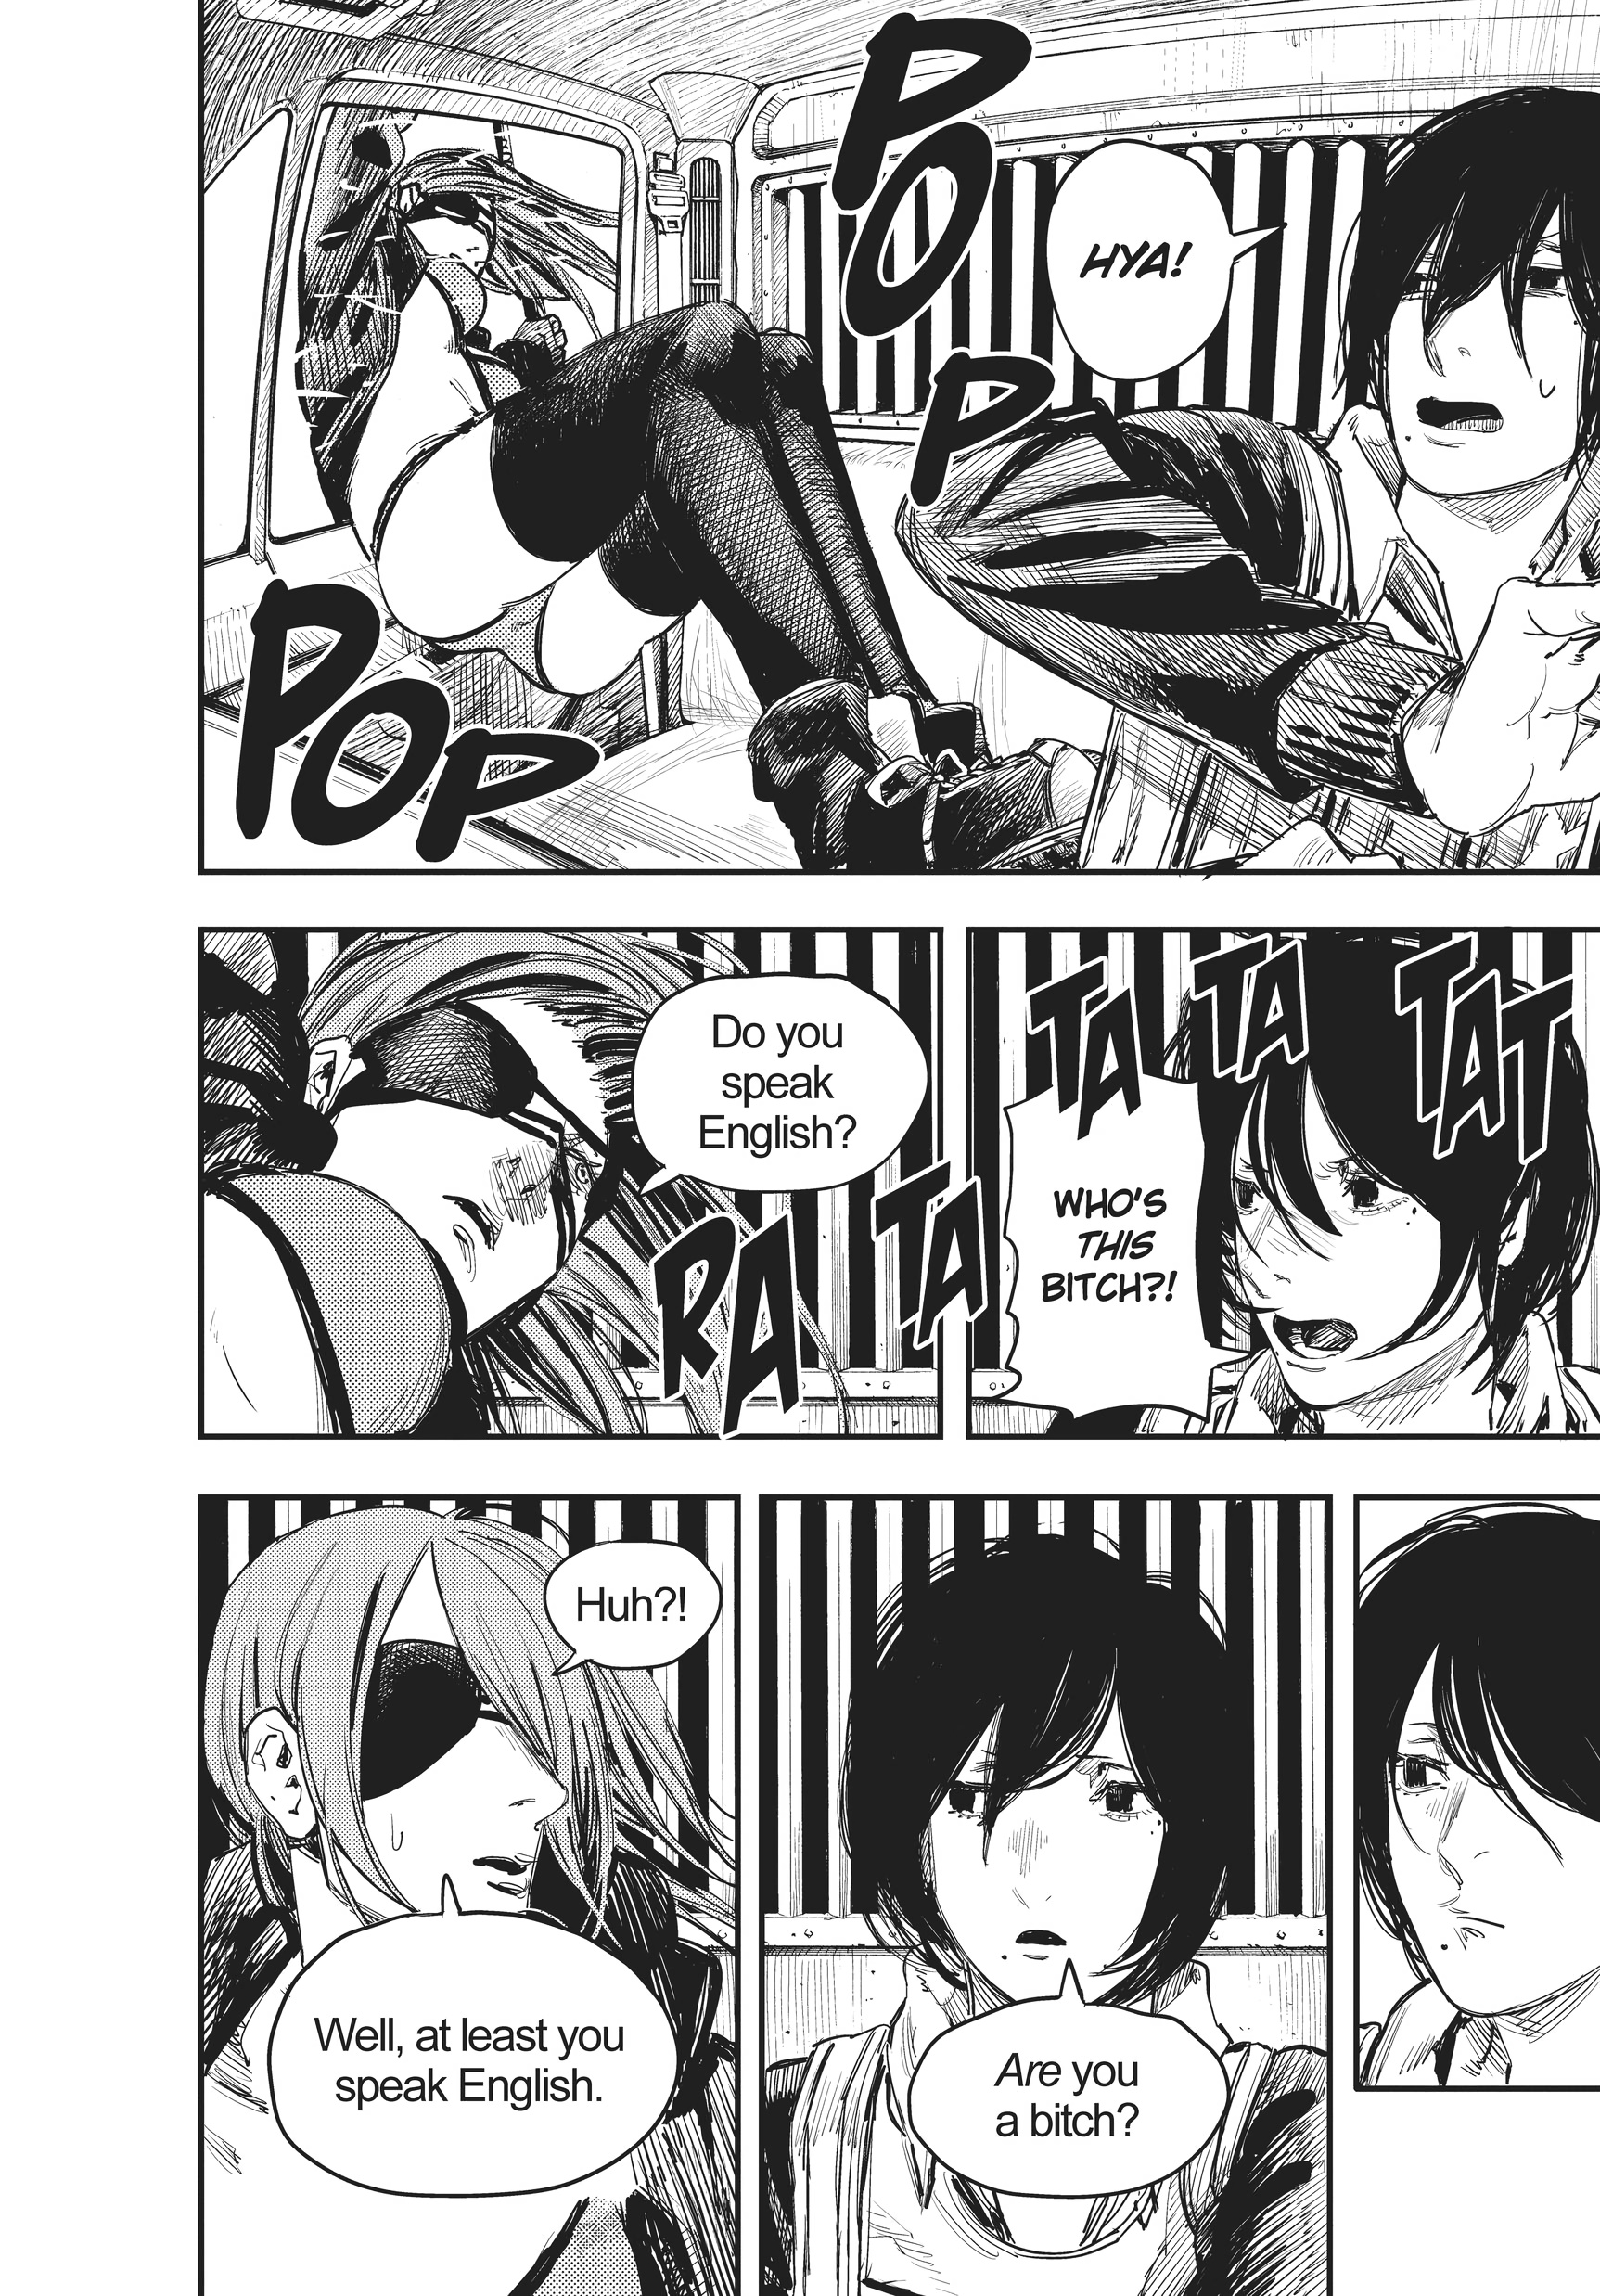 POP
HYA!
POP
TA TA TAT
WHO'S
THIS
BITCH?!
Do you
speak
English?
RA TA
Are you
a bitch?
Huh?!
Well, at least you
speak English.